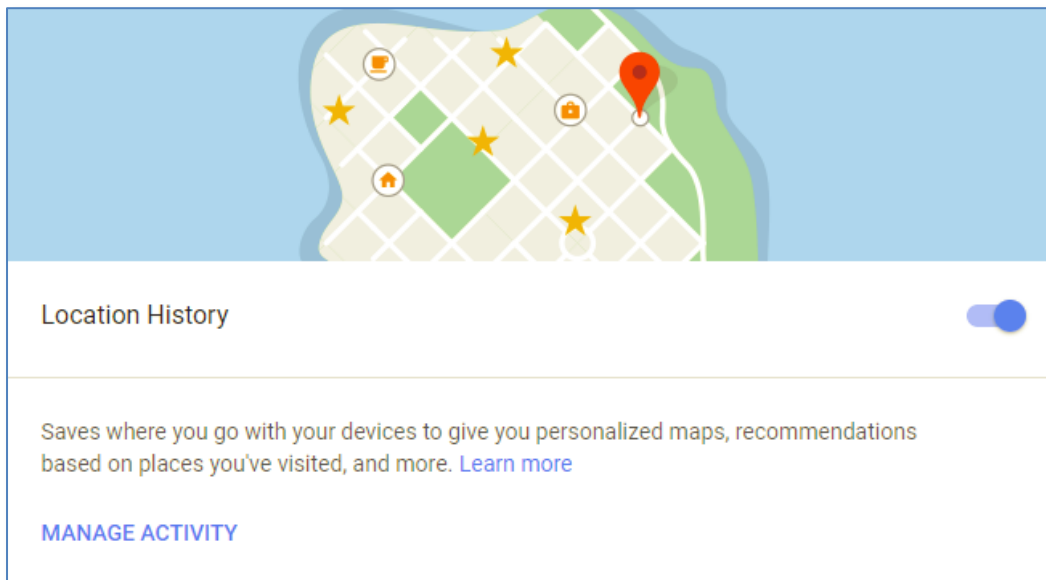 Location History
Saves where you go with your devices to give you personalized maps, recommendations
based on places you've visited, and more. Learn more
MANAGE ACTIVITY